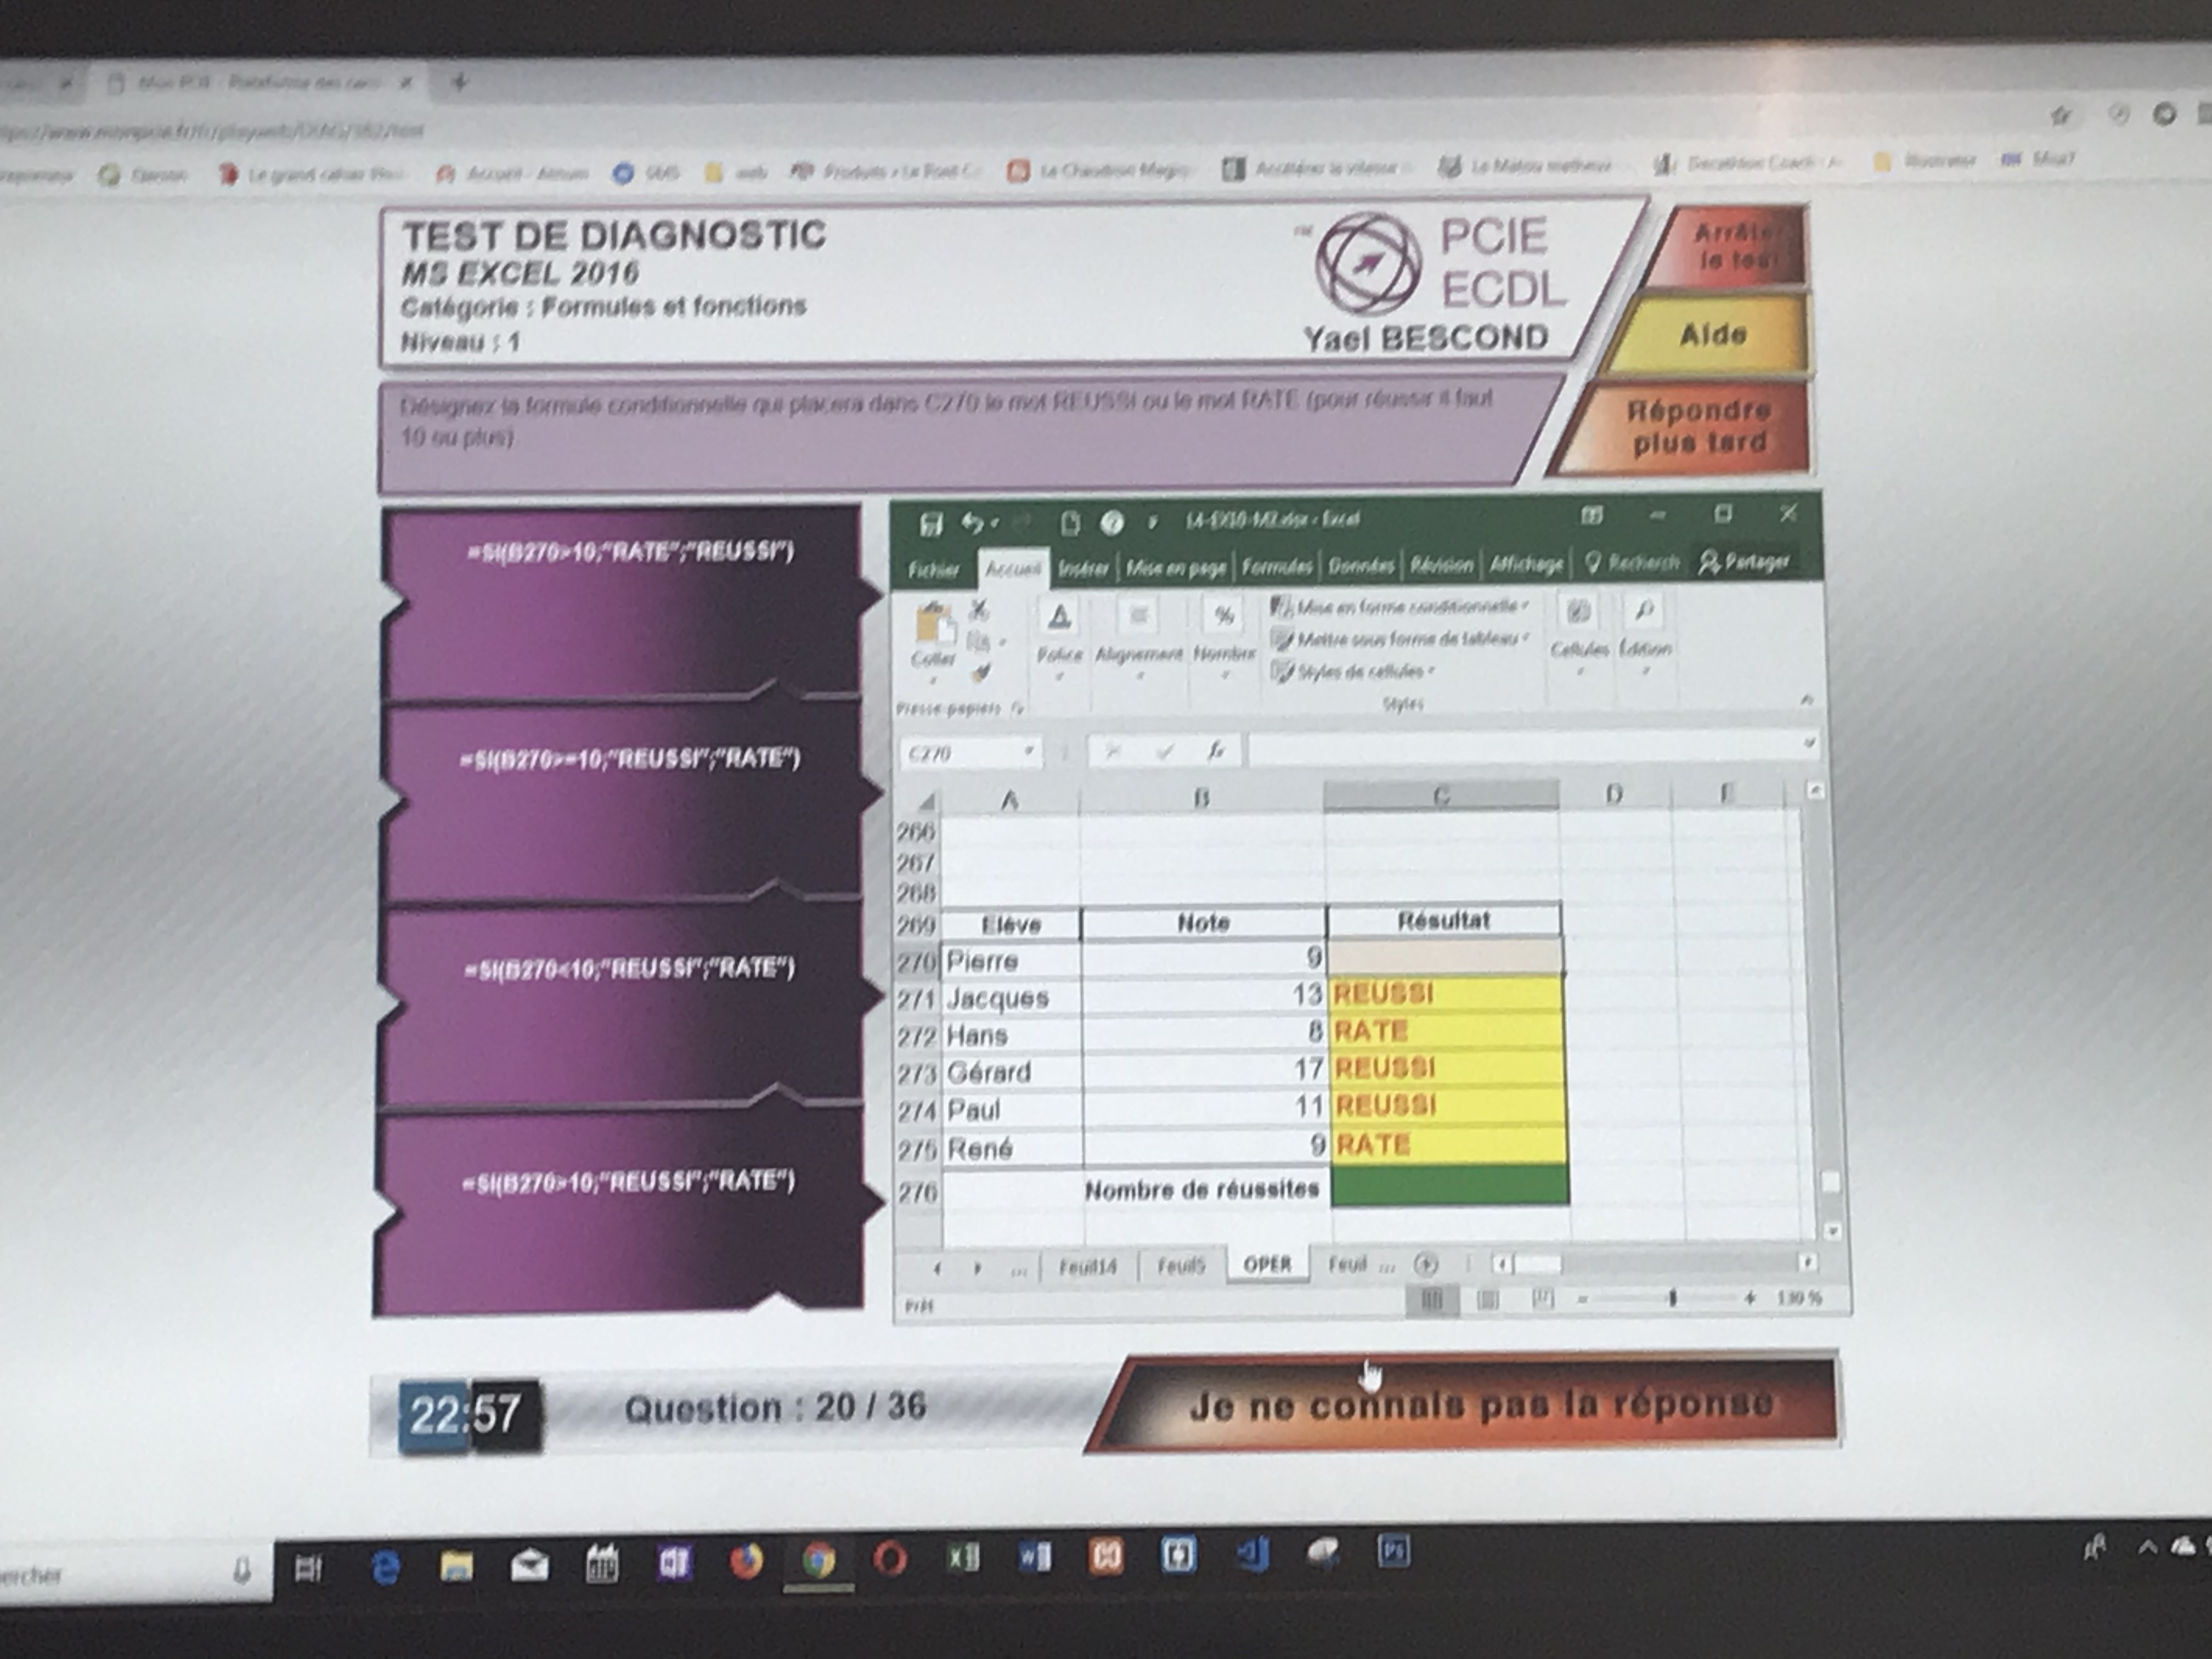 TEST DE DIAGNOSTIC
MS EXCEL 2016
Catégorie : Formules et fonctions
Niveau : 1
PCIE
ECDL
Yael BESCOND
Arrêter
le test
Aide
Répondre
plus tard
Désignez la formule conditionnelle qui placera dans C270 le mot REUSSI ou le mot RATE (pour réussir il faut
10 ou plus)
=SI(B270>10;"RATE";"REUSSI")
=SI(B270>=10;"REUSSI";"RATE")
=SI(B270<10;"REUSSI";"RATE")
=SI(B270>10;"REUSSI";"RATE")
Fichier Accueil Insérer Mise en page Formules Données Révision Affichage Recherch Partager
Coller Police Alignement Nombre
Mise en forme conditionnelle
Mettre sous forme de tableau
Styles de cellules
Cellules Édition
Presse-papiers Styles
C270 fx
A B C D E
266
267
268
269 Elève Note Résultat
270 Pierre 9
271 Jacques 13 REUSSI
272 Hans 8 RATE
273 Gérard 17 REUSSI
274 Paul 11 REUSSI
275 René 9 RATE
276 Nombre de réussites
... Feuil14 Feuil5 OPER Feuil ...
Prêt 130 %
22:57
Question : 20 / 36
Je ne connais pas la réponse
ercher